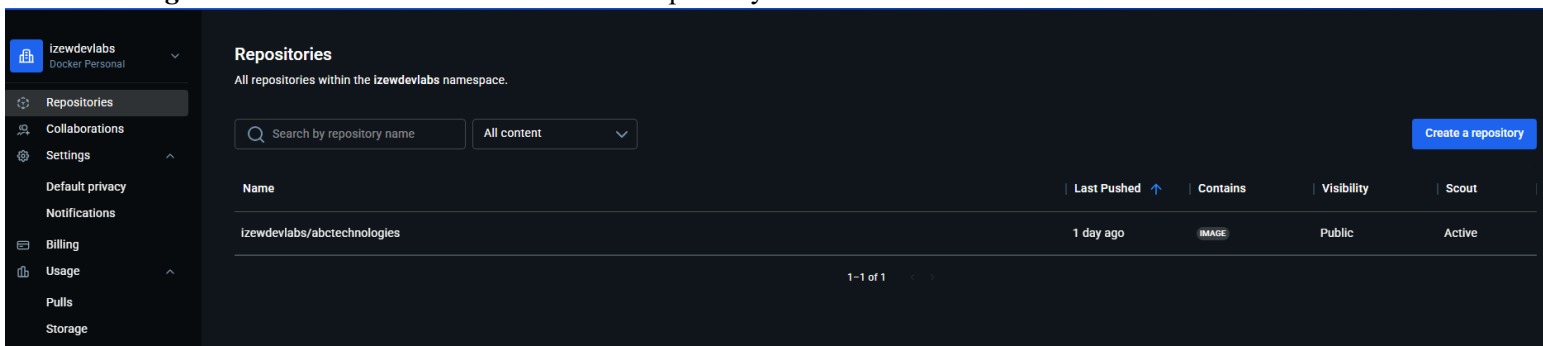 izewdevlabs
Docker Personal
Repositories
Collaborations
Settings
Default privacy
Notifications
Billing
Usage
Pulls
Storage
Repositories
All repositories within the izewdevlabs namespace.
Search by repository name
All content
Create a repository
Name Last Pushed Contains Visibility Scout
izewdevlabs/abctechnologies 1 day ago IMAGE Public Active
1-1 of 1